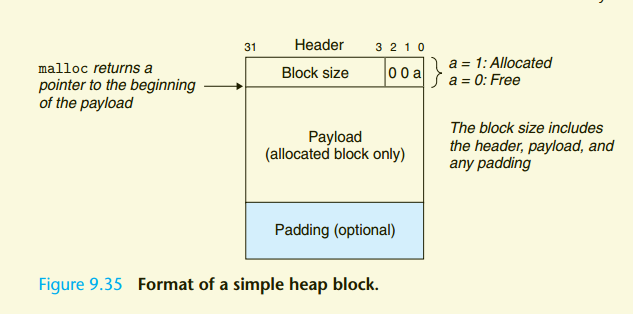 31 Header 3 2 1 0
malloc returns a
pointer to the beginning
of the payload
Block size 0 0 a
a = 1: Allocated
a = 0: Free
Payload
(allocated block only)
The block size includes
the header, payload, and
any padding
Padding (optional)
Figure 9.35 Format of a simple heap block.